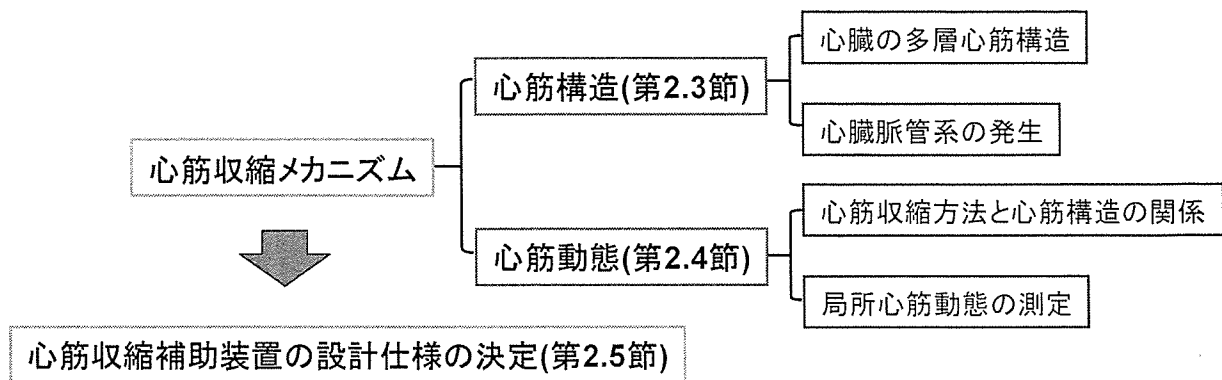 心筋収縮メカニズム
心筋構造(第2.3節)
心臓の多層心筋構造
心臓脈管系の発生
心筋動態(第2.4節)
心筋収縮方法と心筋構造の関係
局所心筋動態の測定
心筋収縮補助装置の設計仕様の決定(第2.5節)